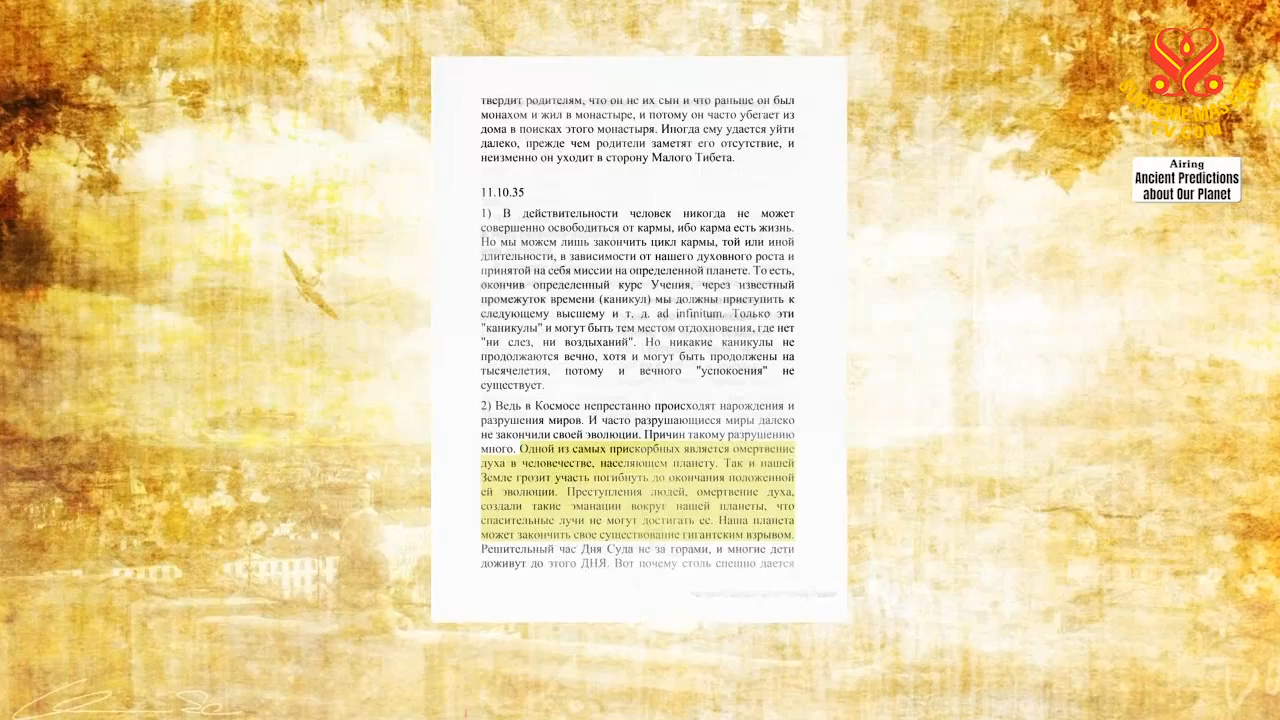 SUPREMEMASTER
TV.COM
Airing
Ancient Predictions
about Our Planet
твердит родителям, что он не их сын и что раньше он был
монахом и жил в монастыре, и потому он часто убегает из
дома в поисках этого монастыря. Иногда ему удается уйти
далеко, прежде чем родители заметят его отсутствие, и
неизменно он уходит в сторону Малого Тибета.
11.10.35
1) В действительности человек никогда не может
совершенно освободиться от кармы, ибо карма есть жизнь.
Но мы можем лишь закончить цикл кармы, той или иной
длительности, в зависимости от нашего духовного роста и
принятой на себя миссии на определенной планете. То есть,
окончив определенный курс Учения, через известный
промежуток времени (каникул) мы должны приступить к
следующему высшему и т. д. ad infinitum. Только эти
"каникулы" и могут быть тем местом отдохновения, где нет
"ни слез, ни воздыханий". Но никакие каникулы не
продолжаются вечно, хотя и могут быть продолжены на
тысячелетия, потому и вечного "успокоения" не
существует.
2) Ведь в Космосе непрестанно происходят нарождения и
разрушения миров. И часто разрушающиеся миры далеко
не закончили своей эволюции. Причин такому разрушению
много. Одной из самых прискорбных является омертвение
духа в человечестве, населяющем планету. Так и нашей
Земле грозит участь погибнуть до окончания положенной
ей эволюции. Преступления людей, омертвение духа,
создали такие эманации вокруг нашей планеты, что
спасительные лучи не могут достигать ее. Наша планета
может закончить свое существование гигантским взрывом.
Решительный час Дня Суда не за горами, и многие дети
доживут до этого ДНЯ. Вот почему столь спешно дается